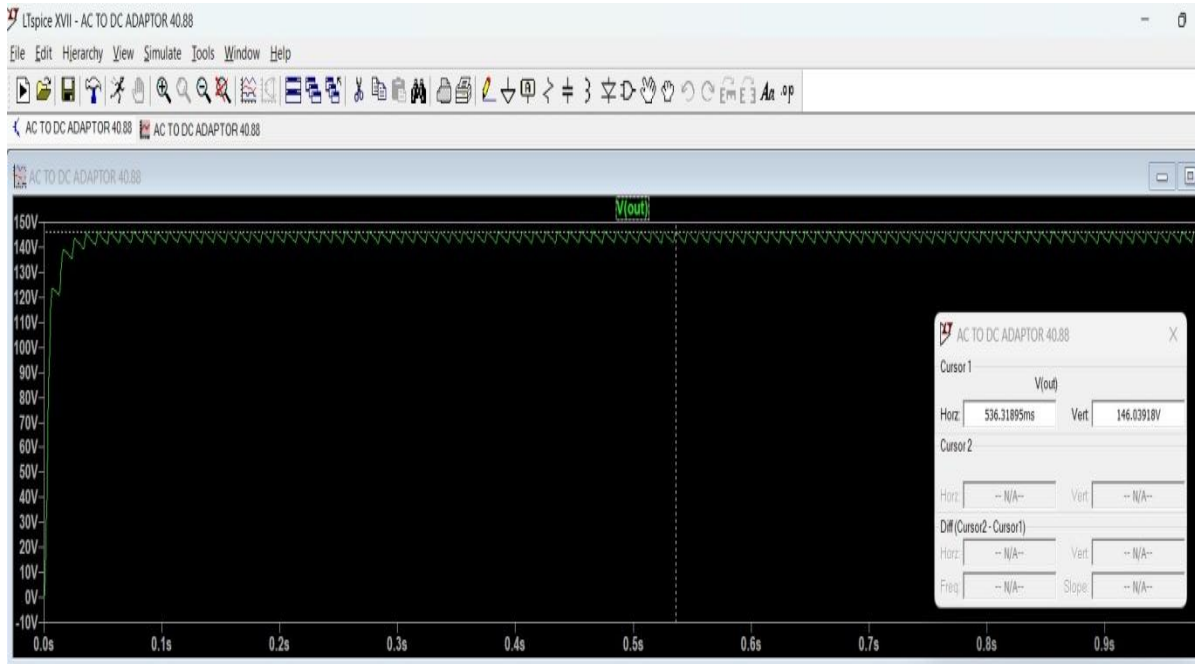 LTspice XVII - AC TO DC ADAPTOR 40.88
File Edit Hierarchy View Simulate Tools Window Help
Aa .op
AC TO DC ADAPTOR 40.88 AC TO DC ADAPTOR 40.88
AC TO DC ADAPTOR 40.88
V(out)
150V
140V
130V
120V
110V
100V
90V
80V
70V
60V
50V
40V
30V
20V
10V
0V
-10V
0.0s 0.1s 0.2s 0.3s 0.4s 0.5s 0.6s 0.7s 0.8s 0.9s
AC TO DC ADAPTOR 40.88
Cursor 1
V(out)
Horz: 536.31895ms Vert: 146.03918V
Cursor 2
Horz: -- N/A-- Vert: -- N/A--
Diff (Cursor2 - Cursor1)
Horz: -- N/A-- Vert: -- N/A--
Freq: -- N/A-- Slope: -- N/A--